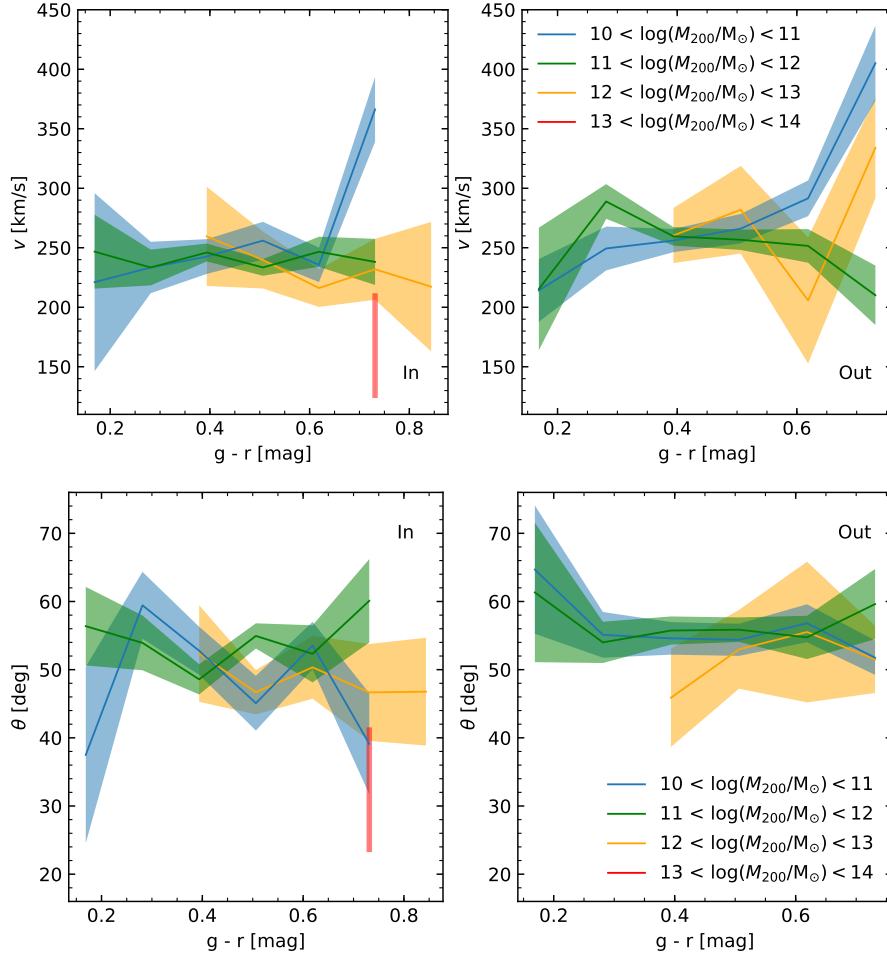 450
400
350
300
250
200
150
v [km/s]
In
0.2 0.4 0.6 0.8
g - r [mag]
450
400
350
300
250
200
150
v [km/s]
10 < log(M₂₀₀/M☉) < 11
11 < log(M₂₀₀/M☉) < 12
12 < log(M₂₀₀/M☉) < 13
13 < log(M₂₀₀/M☉) < 14
Out
0.2 0.4 0.6
g - r [mag]
70
60
50
40
30
20
θ [deg]
In
0.2 0.4 0.6 0.8
g - r [mag]
70
60
50
40
30
20
θ [deg]
Out
10 < log(M₂₀₀/M☉) < 11
11 < log(M₂₀₀/M☉) < 12
12 < log(M₂₀₀/M☉) < 13
13 < log(M₂₀₀/M☉) < 14
0.2 0.4 0.6
g - r [mag]